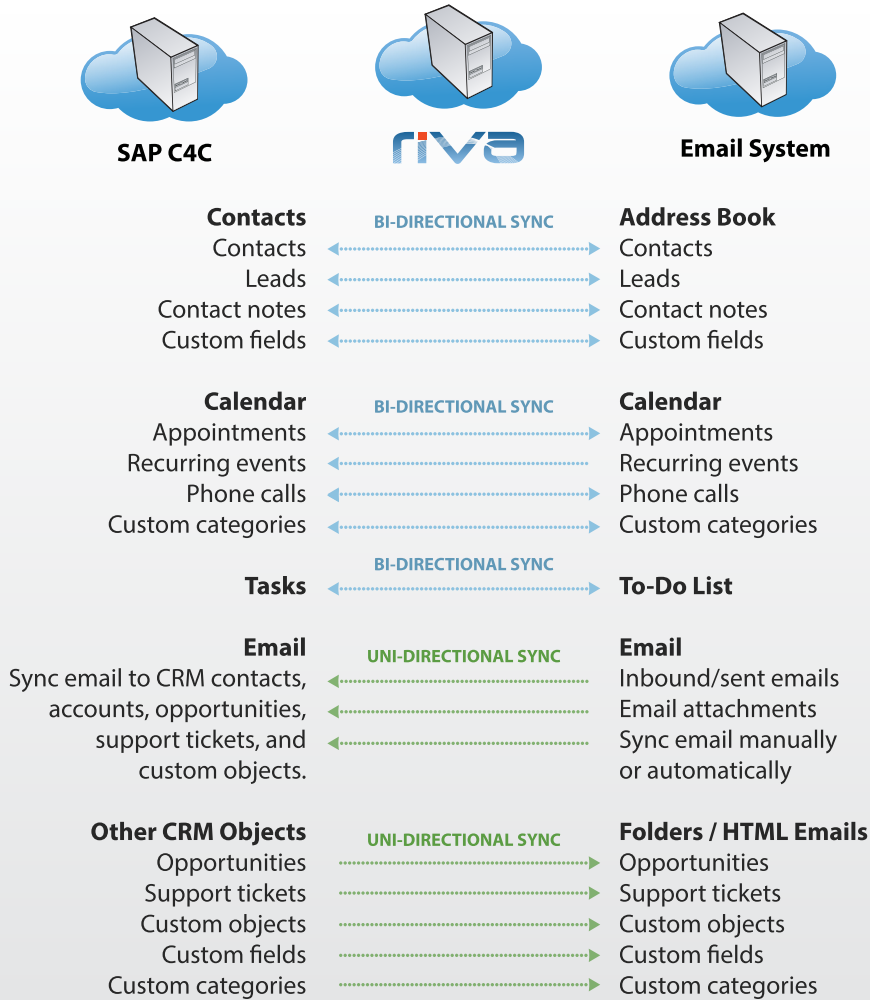 SAP C4C
riva
Email System
Contacts BI-DIRECTIONAL SYNC Address Book
Contacts Contacts
Leads Leads
Contact notes Contact notes
Custom fields Custom fields
Calendar BI-DIRECTIONAL SYNC Calendar
Appointments Appointments
Recurring events Recurring events
Phone calls Phone calls
Custom categories Custom categories
BI-DIRECTIONAL SYNC
Tasks To-Do List
Email UNI-DIRECTIONAL SYNC Email
Sync email to CRM contacts, Inbound/sent emails
accounts, opportunities, Email attachments
support tickets, and Sync email manually
custom objects. or automatically
Other CRM Objects UNI-DIRECTIONAL SYNC Folders / HTML Emails
Opportunities Opportunities
Support tickets Support tickets
Custom objects Custom objects
Custom fields Custom fields
Custom categories Custom categories